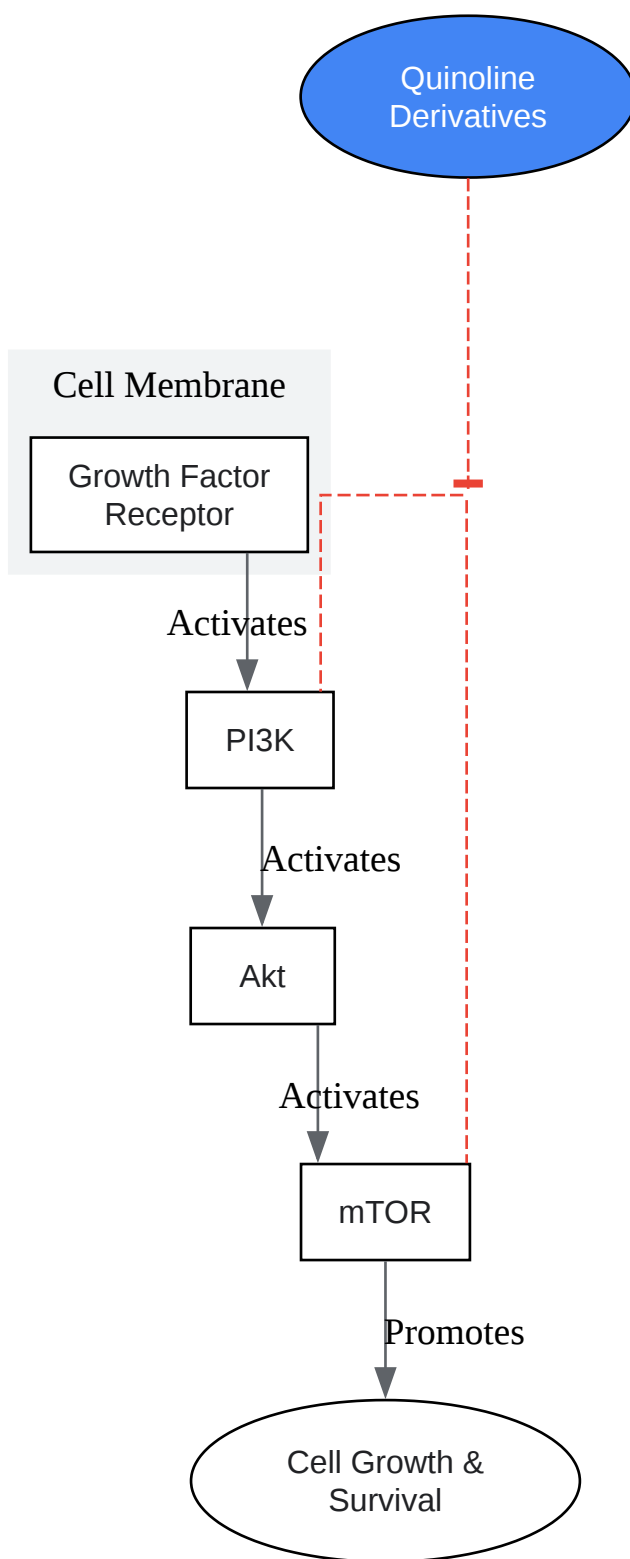 Quinoline
Derivatives
Cell Membrane
Growth Factor
Receptor
Activates
PI3K
Activates
Akt
Activates
mTOR
Promotes
Cell Growth &
Survival